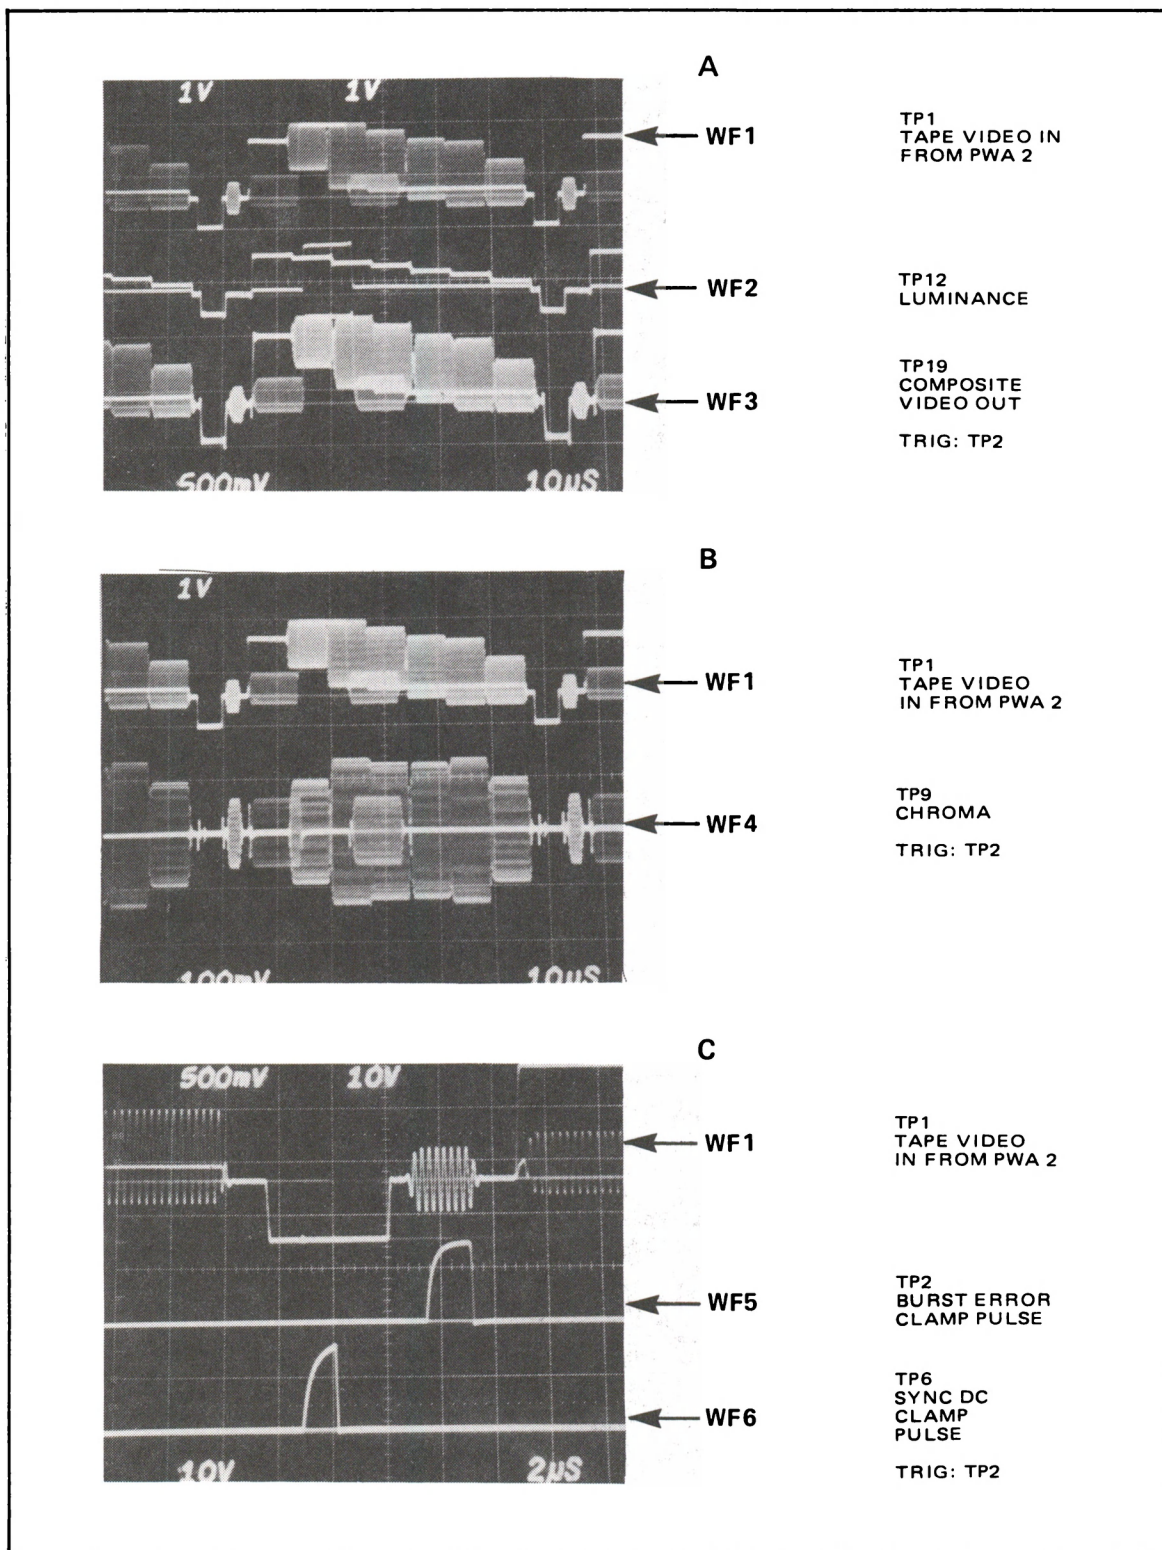 A
1V 1V
WF1
TP1
TAPE VIDEO IN
FROM PWA 2
WF2
TP12
LUMINANCE
WF3
TP19
COMPOSITE
VIDEO OUT
TRIG: TP2
500mV 10µS
B
1V
WF1
TP1
TAPE VIDEO
IN FROM PWA 2
WF4
TP9
CHROMA
TRIG: TP2
100mV 10µS
C
500mV 10V
WF1
TP1
TAPE VIDEO
IN FROM PWA 2
WF5
TP2
BURST ERROR
CLAMP PULSE
WF6
TP6
SYNC DC
CLAMP
PULSE
TRIG: TP2
10V 2µS